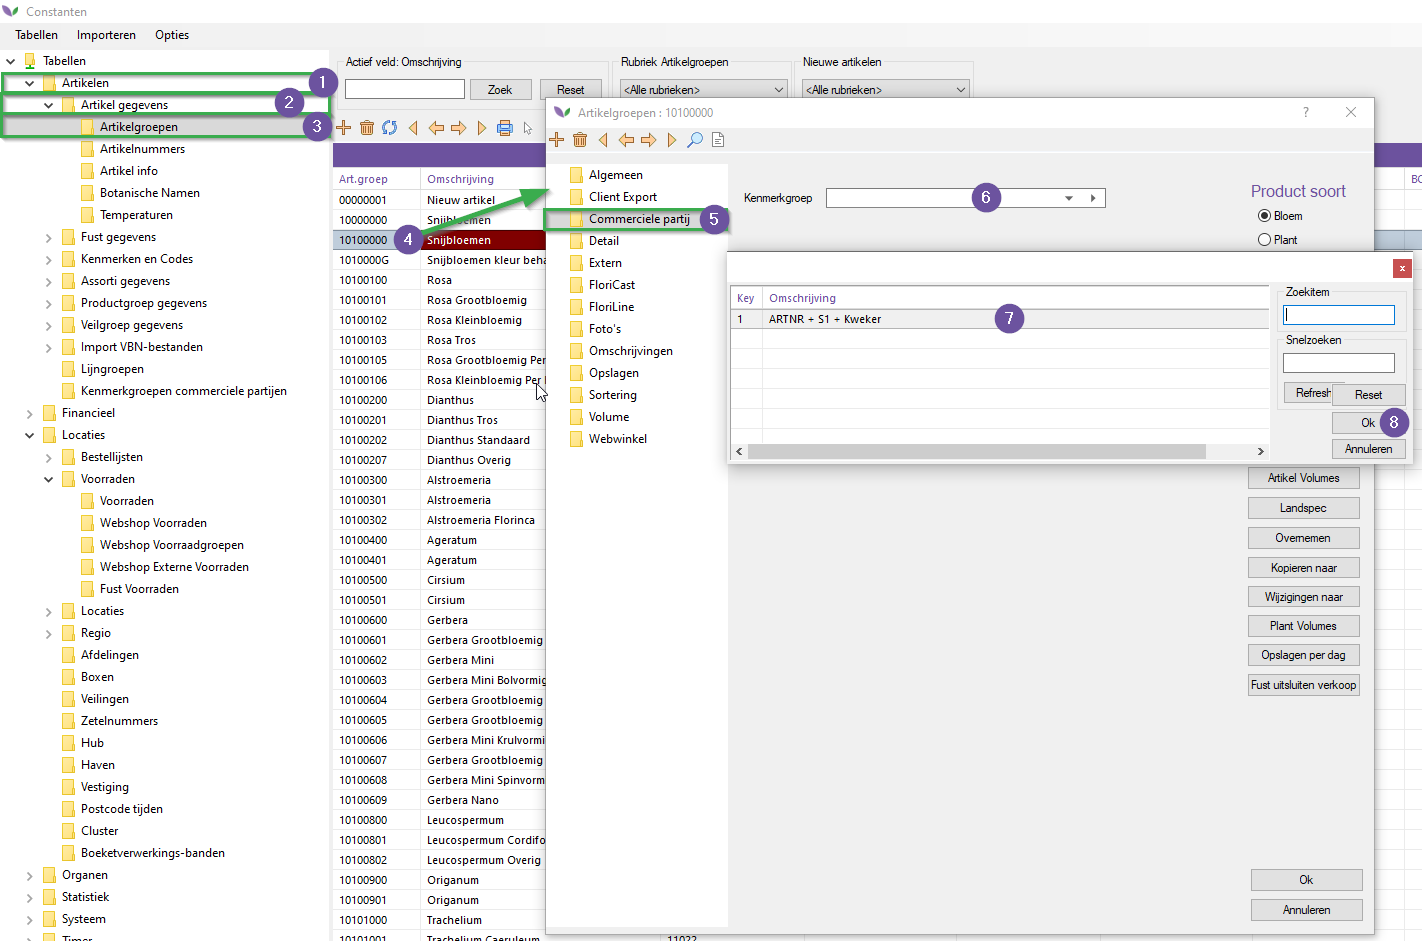 Constanten
Tabellen Importeren Opties
Tabellen
Artikelen
1
Artikel gegevens
2
Artikelgroepen
3
Artikelnummers
Artikel info
Botanische Namen
Temperaturen
Fust gegevens
Kenmerken en Codes
Assorti gegevens
Productgroep gegevens
Veilgroep gegevens
Import VBN-bestanden
Lijngroepen
Kenmerkgroepen commerciele partijen
Financieel
Locaties
Bestellijsten
Voorraden
Voorraden
Webshop Voorraden
Webshop Voorraadgroepen
Webshop Externe Voorraden
Fust Voorraden
Locaties
Regio
Afdelingen
Boxen
Veilingen
Zetelnummers
Hub
Haven
Vestiging
Postcode tijden
Cluster
Boeketverwerkings-banden
Organen
Statistiek
Systeem
Timer
Actief veld: Omschrijving
Zoek
Reset
Rubriek Artikelgroepen
<Alle rubrieken>
Nieuwe artikelen
<Alle rubrieken>
Art.groep Omschrijving
00000001 Nieuw artikel
10000000 Snijbloemen
10100000 4 Snijbloemen
1010000G Snijbloemen kleur beha
10100100 Rosa
10100101 Rosa Grootbloemig
10100102 Rosa Kleinbloemig
10100103 Rosa Tros
10100105 Rosa Grootbloemig Per
10100106 Rosa Kleinbloemig Per
10100200 Dianthus
10100201 Dianthus Tros
10100202 Dianthus Standaard
10100207 Dianthus Overig
10100300 Alstroemeria
10100301 Alstroemeria
10100302 Alstroemeria Florinca
10100400 Ageratum
10100401 Ageratum
10100500 Cirsium
10100501 Cirsium
10100600 Gerbera
10100601 Gerbera Grootbloemig
10100602 Gerbera Mini
10100603 Gerbera Mini Bolvormig
10100604 Gerbera Grootbloemig
10100605 Gerbera Grootbloemig
10100606 Gerbera Mini Krulvormi
10100607 Gerbera Grootbloemig
10100608 Gerbera Mini Spinvorm
10100609 Gerbera Nano
10100800 Leucospermum
10100801 Leucospermum Cordifo
10100802 Leucospermum Overig
10100900 Origanum
10100901 Origanum
10101000 Trachelium
10101001 Trachelium Caeruleum 11022
Artikelgroepen : 10100000
?
Algemeen
Client Export
Commerciele partij
5
Detail
Extern
FloriCast
FloriLine
Foto's
Omschrijvingen
Opslagen
Sortering
Volume
Webwinkel
Kenmerkgroep
6
Product soort
Bloem
Plant
x
Key Omschrijving
1 ARTNR + S1 + Kweker
7
Zoekitem
Snelzoeken
Refresh
Reset
Ok
8
Annuleren
Artikel Volumes
Landspec
Overnemen
Kopieren naar
Wijzigingen naar
Plant Volumes
Opslagen per dag
Fust uitsluiten verkoop
Ok
Annuleren